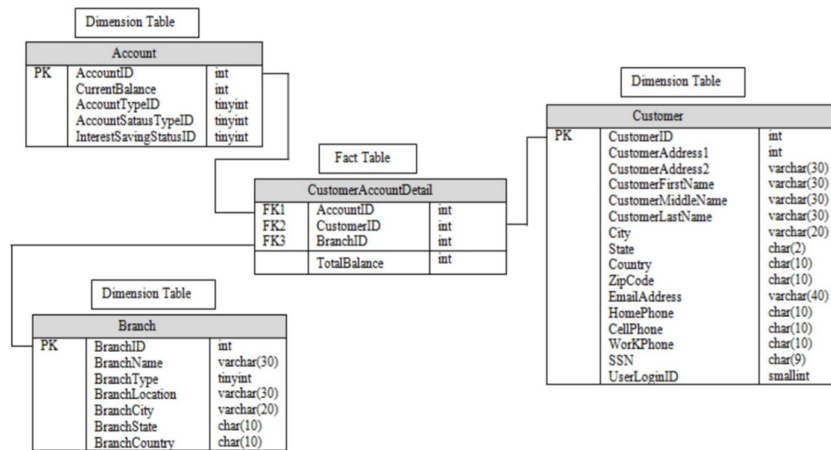 Dimension Table
Account
PK AccountID int
CurrentBalance int
AccountTypeID tinyint
AccountSatausTypeID tinyint
InterestSavingStatusID tinyint
Dimension Table
Customer
PK CustomerID int
CustomerAddress1 int
CustomerAddress2 varchar(30)
CustomerFirstName varchar(30)
CustomerMiddleName varchar(30)
CustomerLastName varchar(30)
City varchar(20)
State char(2)
Country char(10)
ZipCode char(10)
EmailAddress varchar(40)
HomePhone char(10)
CellPhone char(10)
WorKPhone char(10)
SSN char(9)
UserLoginID smallint
Fact Table
CustomerAccountDetail
FK1 AccountID int
FK2 CustomerID int
FK3 BranchID int
TotalBalance int
Dimension Table
Branch
PK BranchID int
BranchName varchar(30)
BranchType tinyint
BranchLocation varchar(30)
BranchCity varchar(20)
BranchState char(10)
BranchCountry char(10)